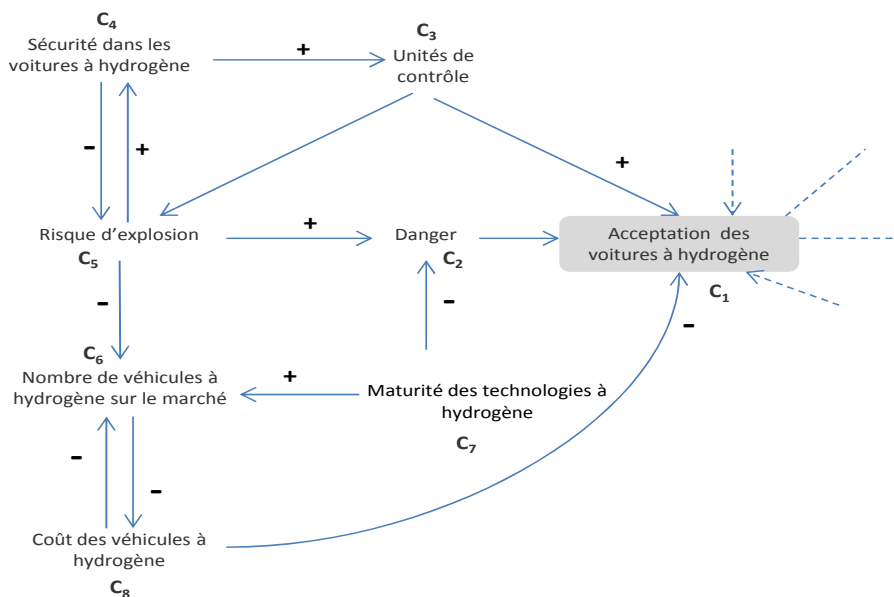 C₄
Sécurité dans les
voitures à hydrogène
+
C₃
Unités de
contrôle
-
+
+
Risque d’explosion
C₅
+
Danger
C₂
Acceptation des
voitures à hydrogène
C₁
-
-
-
C₆
Nombre de véhicules à
hydrogène sur le marché
+
Maturité des technologies à
hydrogène
C₇
-
-
Coût des véhicules à
hydrogène
C₈